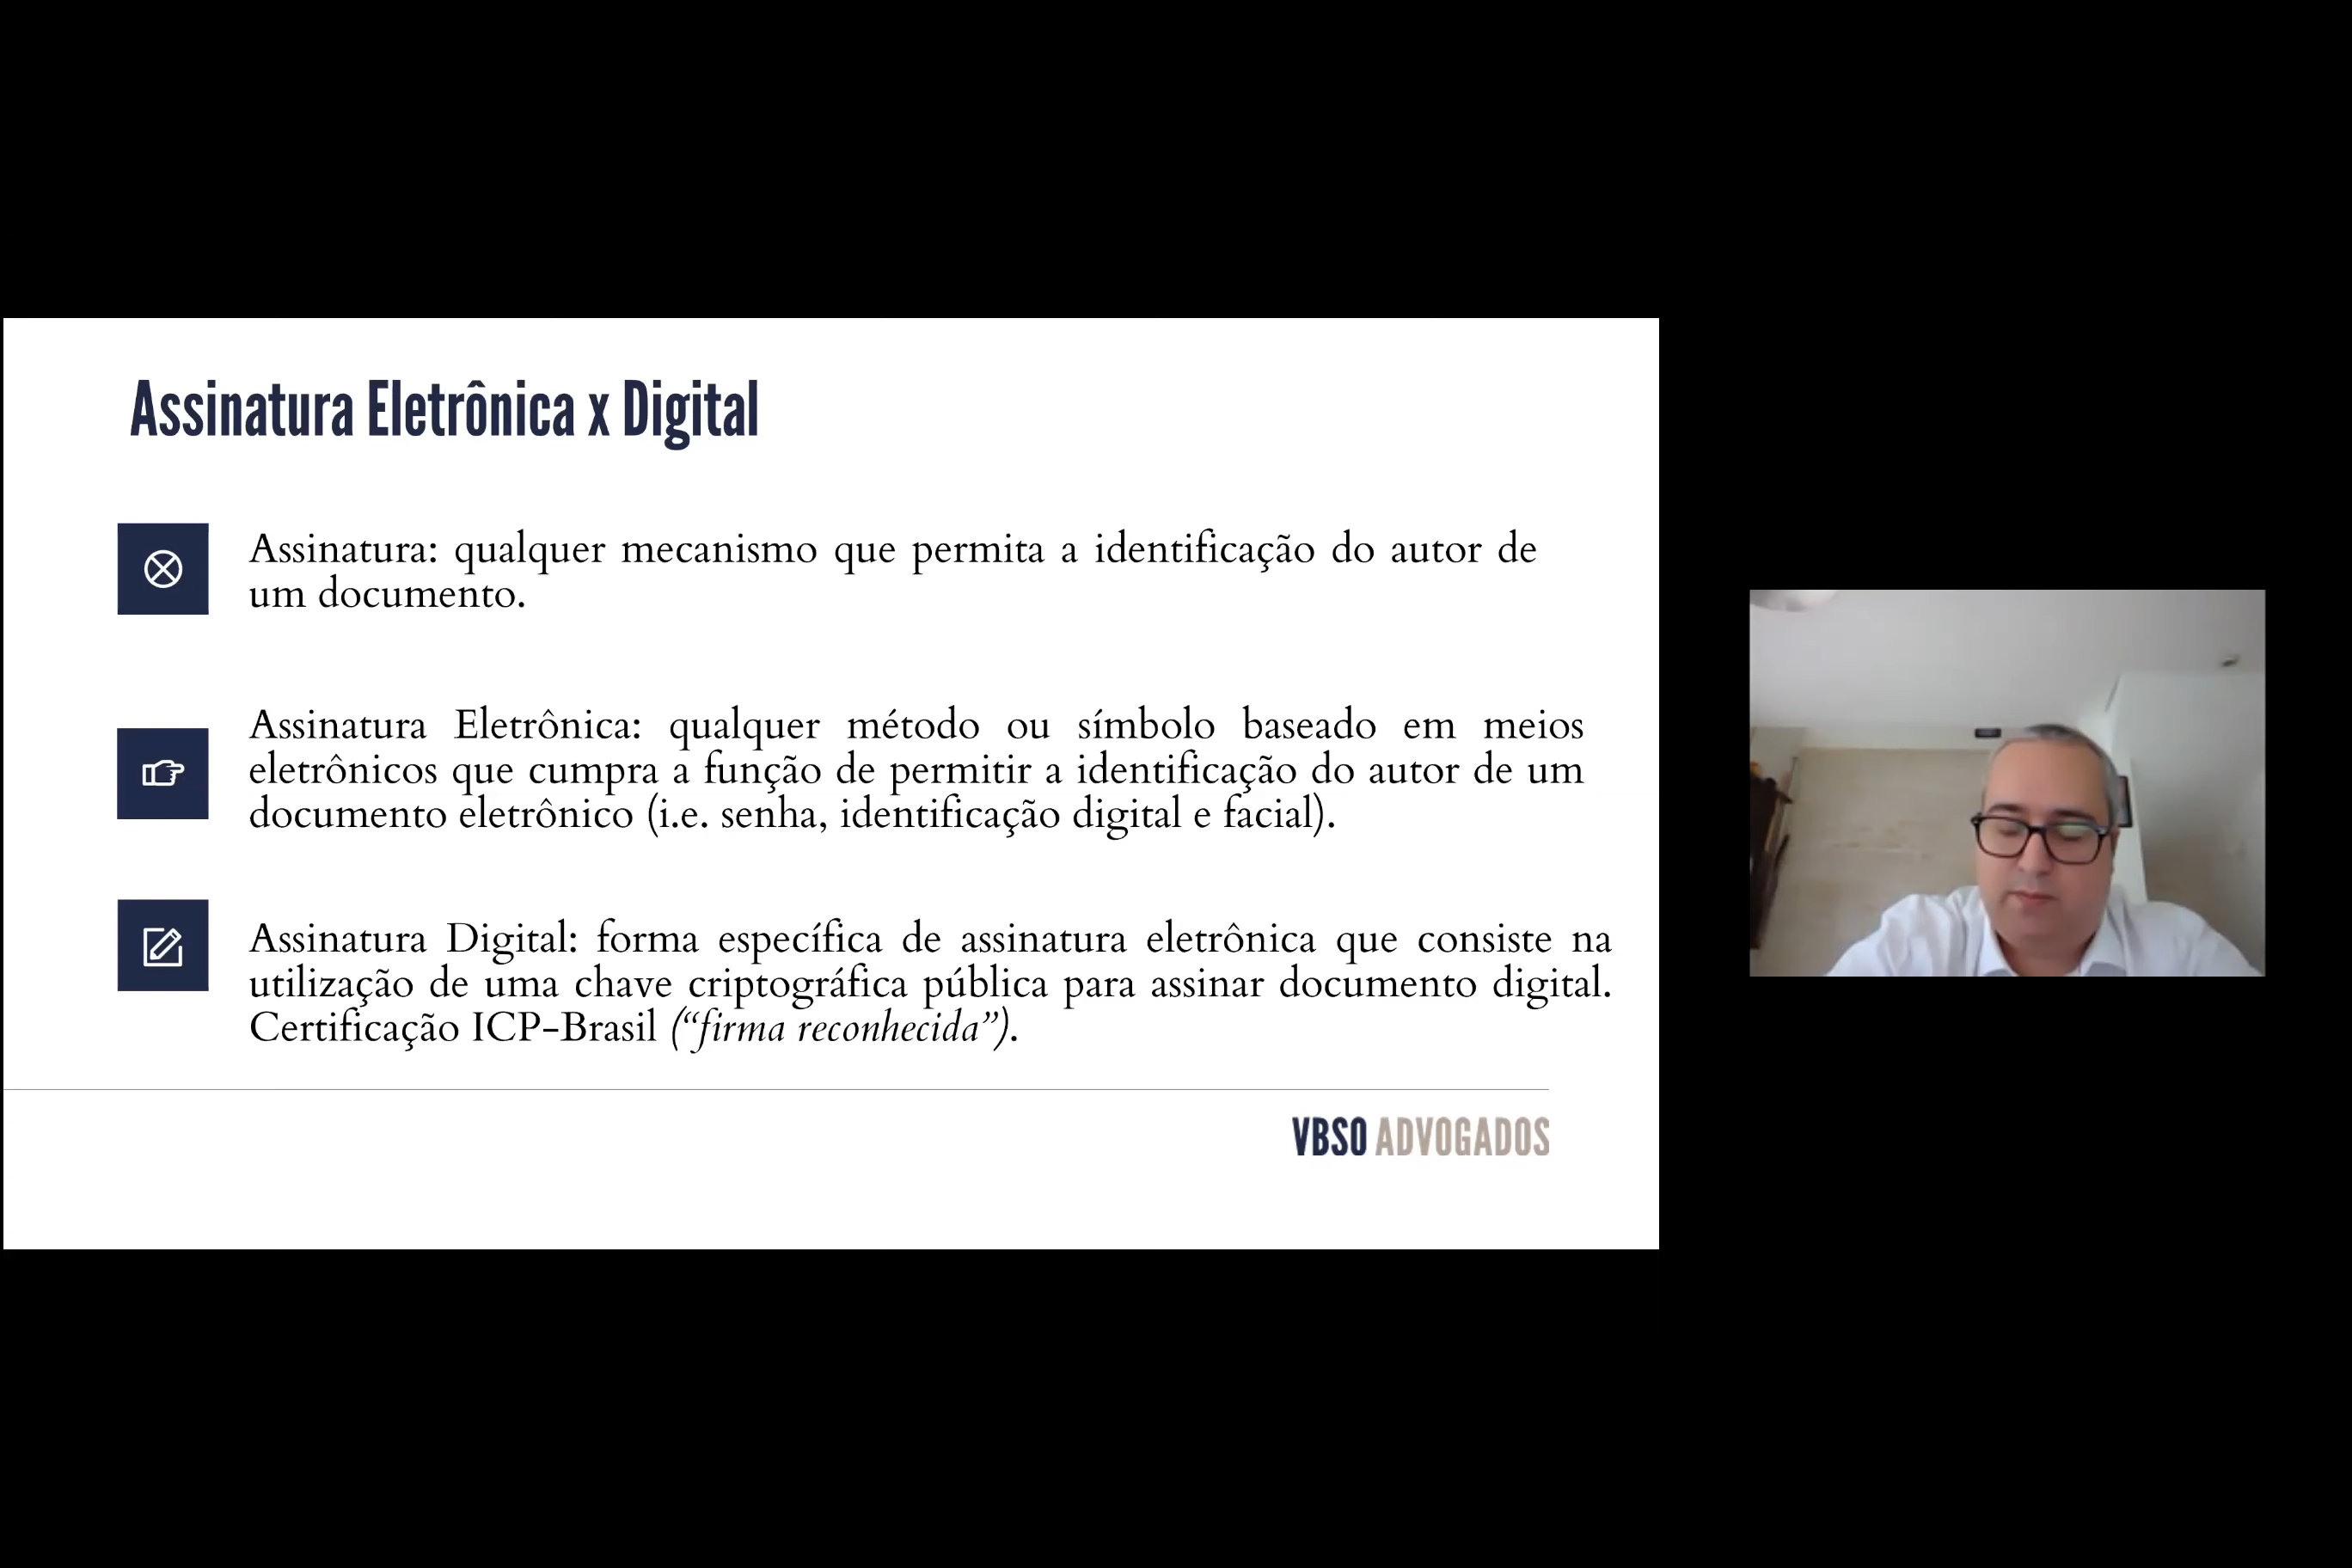 Assinatura Eletrônica x Digital
Assinatura: qualquer mecanismo que permita a identificação do autor de
um documento.
Assinatura Eletrônica: qualquer método ou símbolo baseado em meios
eletrônicos que cumpra a função de permitir a identificação do autor de um
documento eletrônico (i.e. senha, identificação digital e facial).
Assinatura Digital: forma específica de assinatura eletrônica que consiste na
utilização de uma chave criptográfica pública para assinar documento digital.
Certificação ICP-Brasil (“firma reconhecida”).
VBSO ADVOGADOS